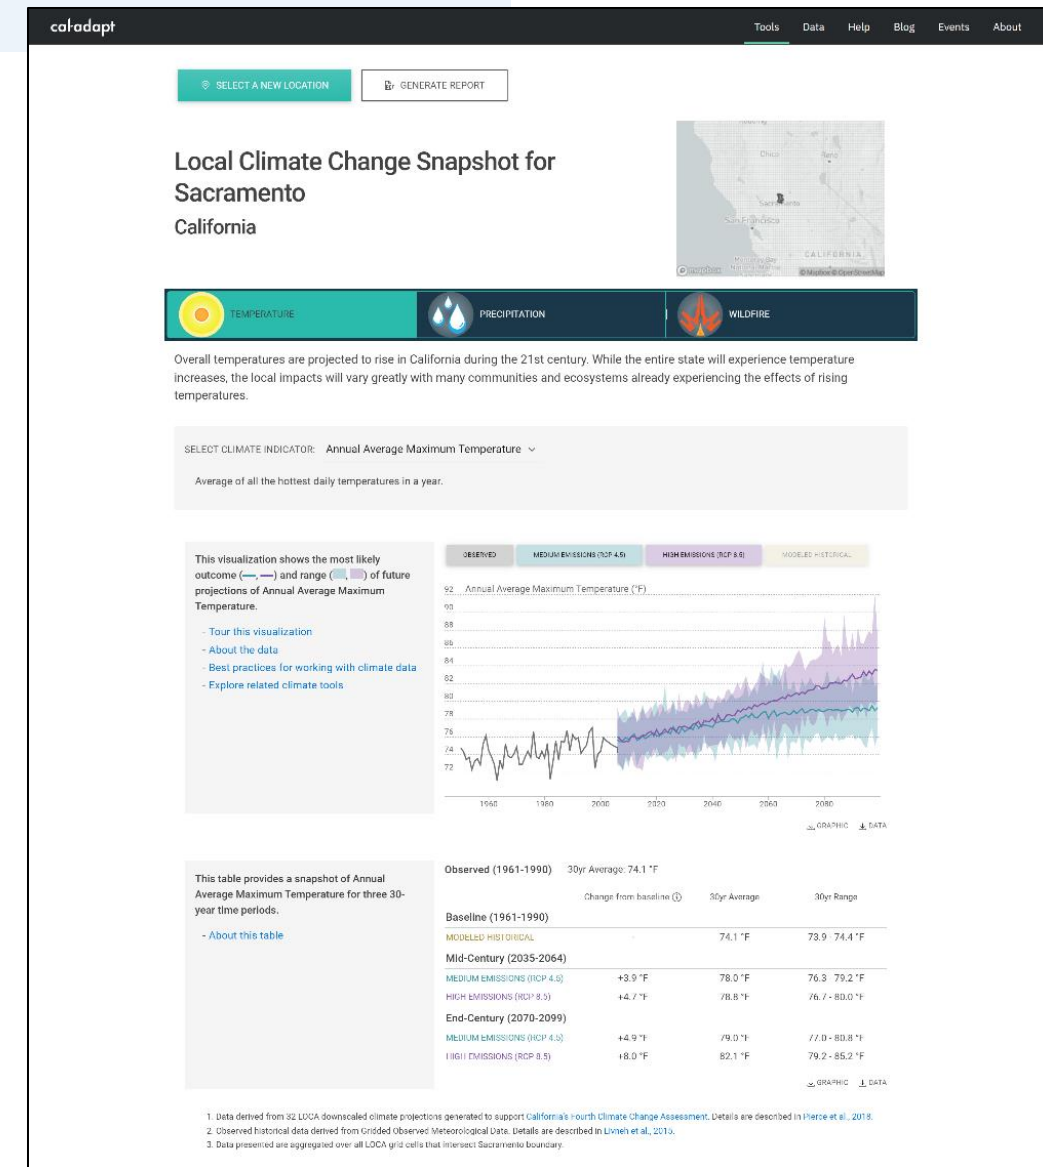 cal-adapt
Tools Data Help Blog Events About
SELECT A NEW LOCATION
GENERATE REPORT
Local Climate Change Snapshot for
Sacramento
California
Chico
Reno
Sacramento
San Francisco
Monterey Bay
CALIFORNIA
mapbox
© Mapbox © OpenStreetMap
TEMPERATURE
PRECIPITATION
WILDFIRE
Overall temperatures are projected to rise in California during the 21st century. While the entire state will experience temperature
increases, the local impacts will vary greatly with many communities and ecosystems already experiencing the effects of rising
temperatures.
SELECT CLIMATE INDICATOR: Annual Average Maximum Temperature
Average of all the hottest daily temperatures in a year.
This visualization shows the most likely
outcome (—, —) and range ( , ) of future
projections of Annual Average Maximum
Temperature.
- Tour this visualization
- About the data
- Best practices for working with climate data
- Explore related climate tools
OBSERVED
MEDIUM EMISSIONS (RCP 4.5)
HIGH EMISSIONS (RCP 8.5)
MODELED HISTORICAL
92 Annual Average Maximum Temperature (°F)
90
88
86
84
82
80
78
76
74
72
1960 1980 2000 2020 2040 2060 2080
GRAPHIC DATA
This table provides a snapshot of Annual
Average Maximum Temperature for three 30-
year time periods.
- About this table
Observed (1961-1990) 30yr Average: 74.1 °F
Change from baseline 30yr Average 30yr Range
Baseline (1961-1990)
MODELED HISTORICAL - 74.1 °F 73.9 - 74.4 °F
Mid-Century (2035-2064)
MEDIUM EMISSIONS (RCP 4.5) +3.9 °F 78.0 °F 76.3 - 79.2 °F
HIGH EMISSIONS (RCP 8.5) +4.7 °F 78.8 °F 76.7 - 80.0 °F
End-Century (2070-2099)
MEDIUM EMISSIONS (RCP 4.5) +4.9 °F 79.0 °F 77.0 - 80.8 °F
HIGH EMISSIONS (RCP 8.5) +8.0 °F 82.1 °F 79.2 - 85.2 °F
GRAPHIC DATA
1. Data derived from 32 LOCA downscaled climate projections generated to support California's Fourth Climate Change Assessment. Details are described in Pierce et al., 2018.
2. Observed historical data derived from Gridded Observed Meteorological Data. Details are described in Livneh et al., 2015.
3. Data presented are aggregated over all LOCA grid cells that intersect Sacramento boundary.